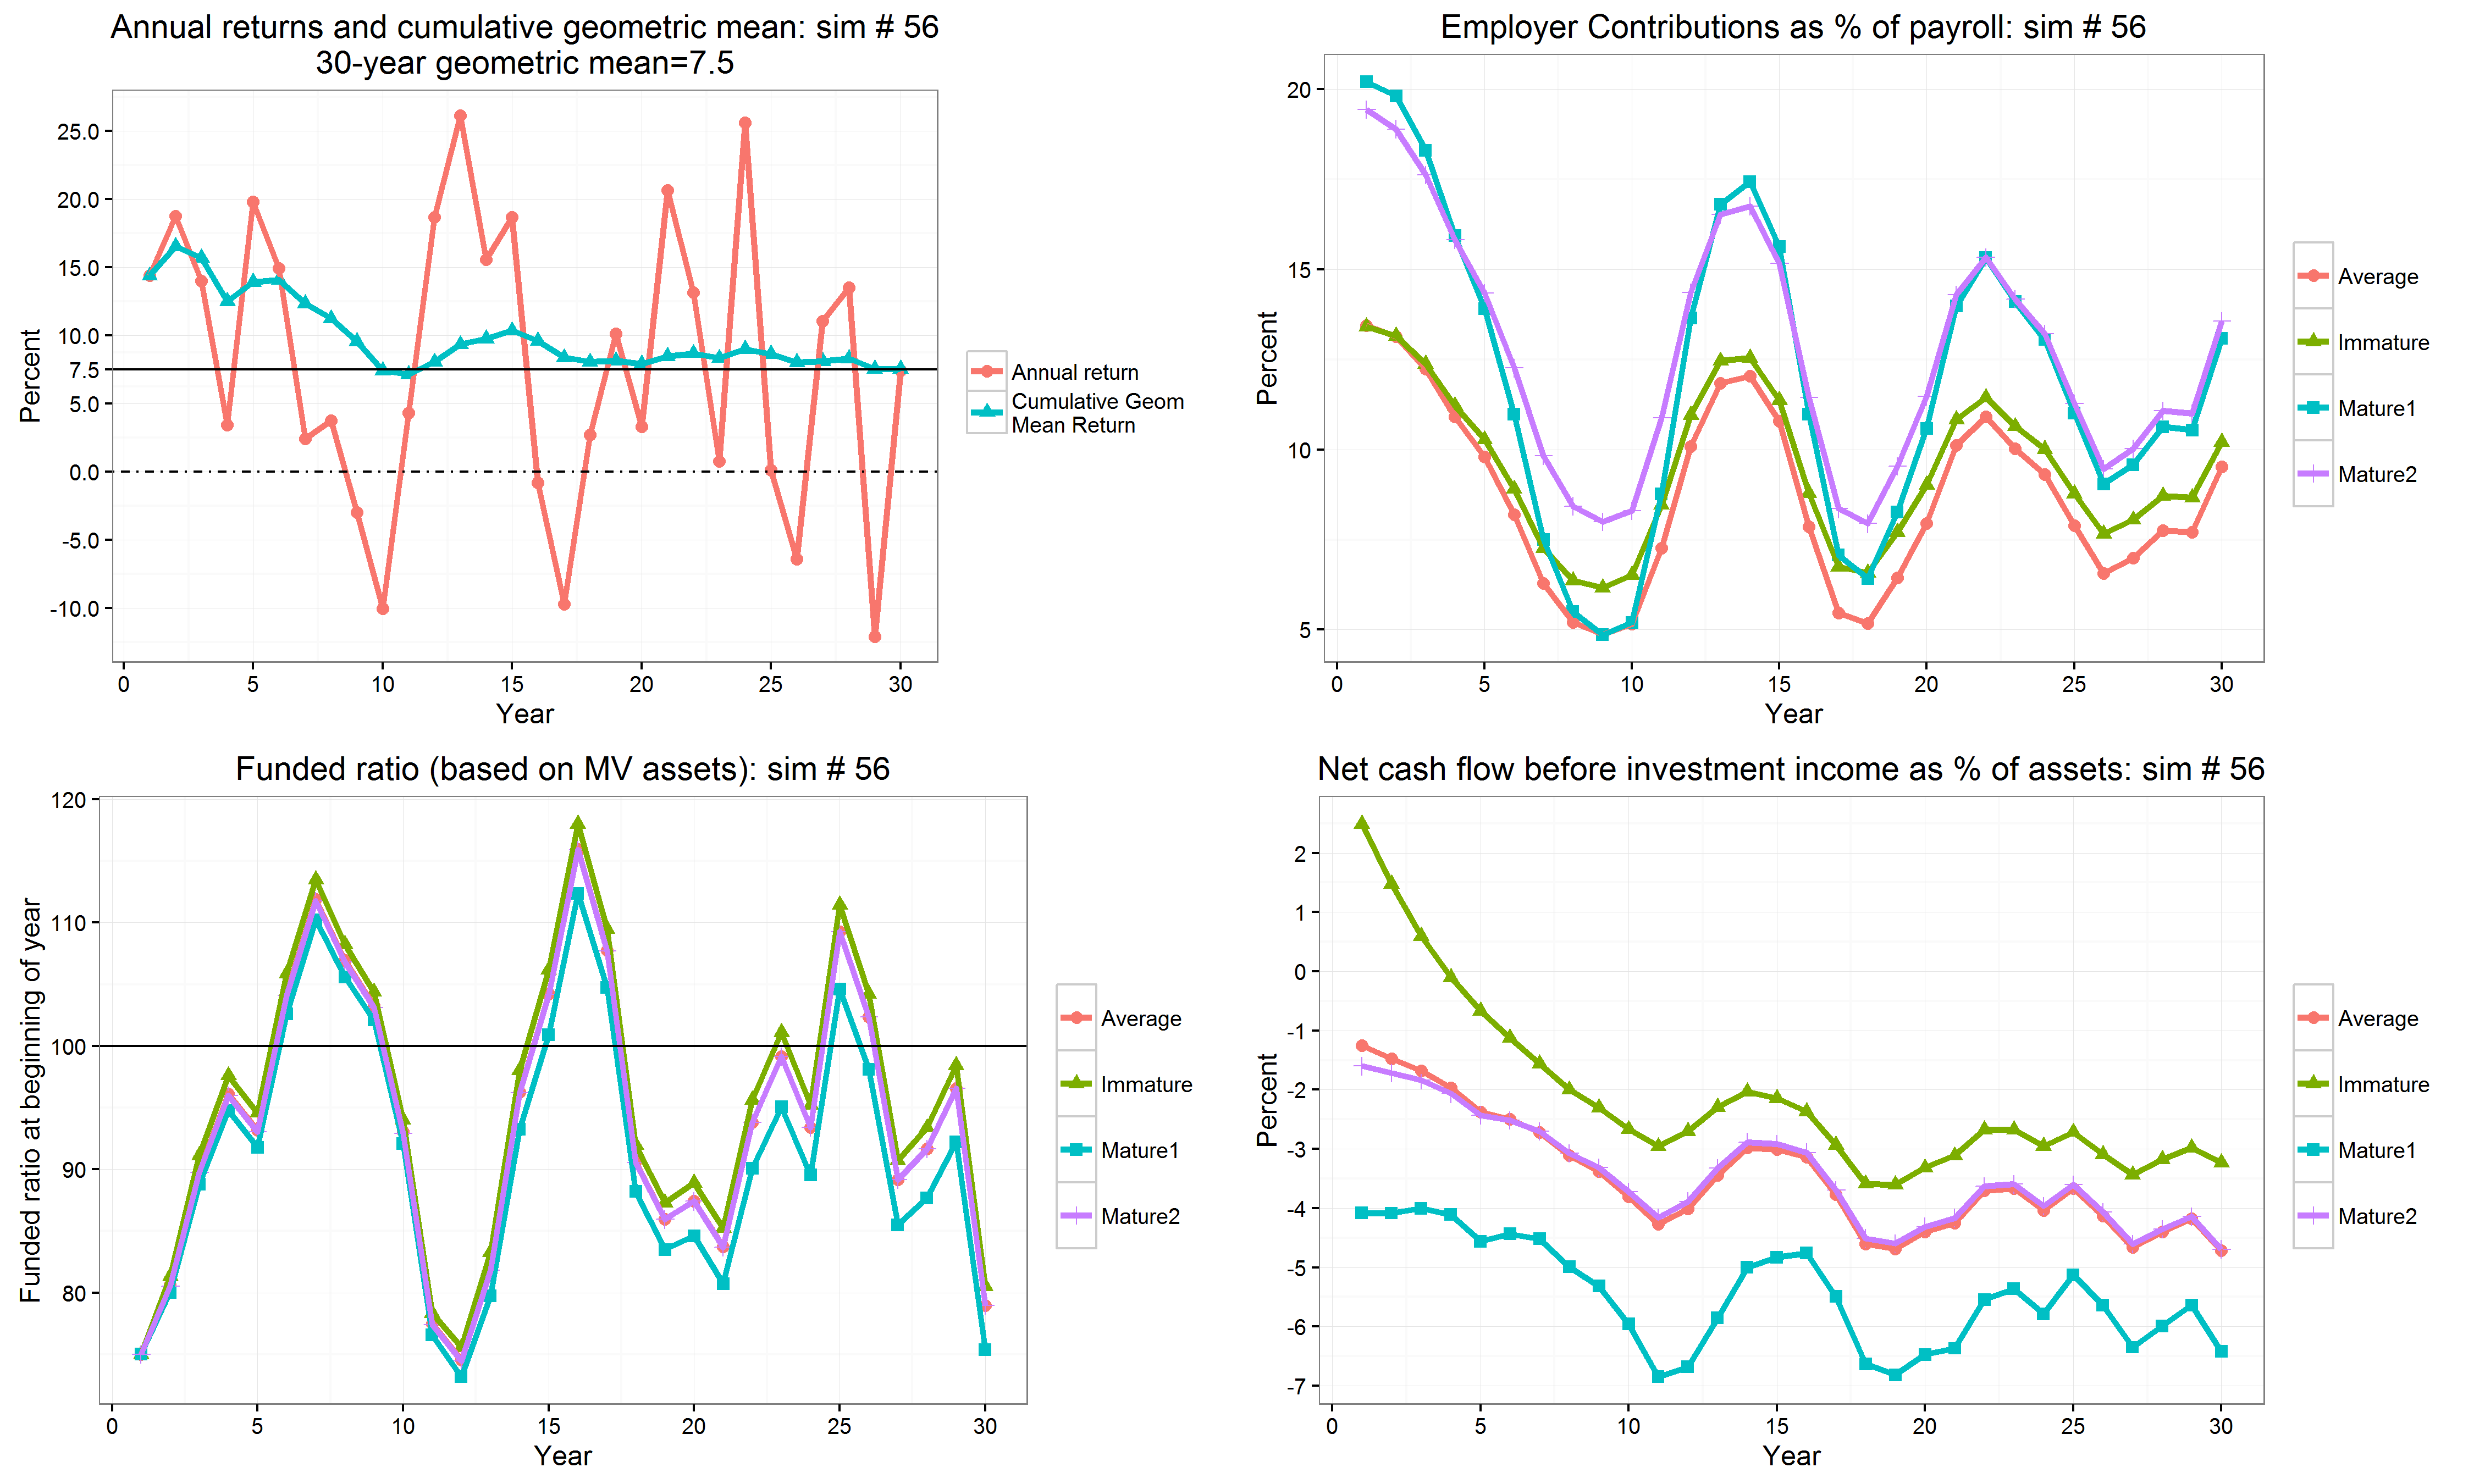 Annual returns and cumulative geometric mean: sim # 56
30-year geometric mean=7.5
Percent
25.0
20.0
15.0
10.0
7.5
5.0
0.0
-5.0
-10.0
0 5 10 15 20 25 30
Year
Annual return
Cumulative Geom
Mean Return
Employer Contributions as % of payroll: sim # 56
Percent
20
15
10
5
0 5 10 15 20 25 30
Year
Average
Immature
Mature1
Mature2
Funded ratio (based on MV assets): sim # 56
Funded ratio at beginning of year
120
110
100
90
80
0 5 10 15 20 25 30
Year
Average
Immature
Mature1
Mature2
Net cash flow before investment income as % of assets: sim # 56
Percent
2
1
0
-1
-2
-3
-4
-5
-6
-7
0 5 10 15 20 25 30
Year
Average
Immature
Mature1
Mature2